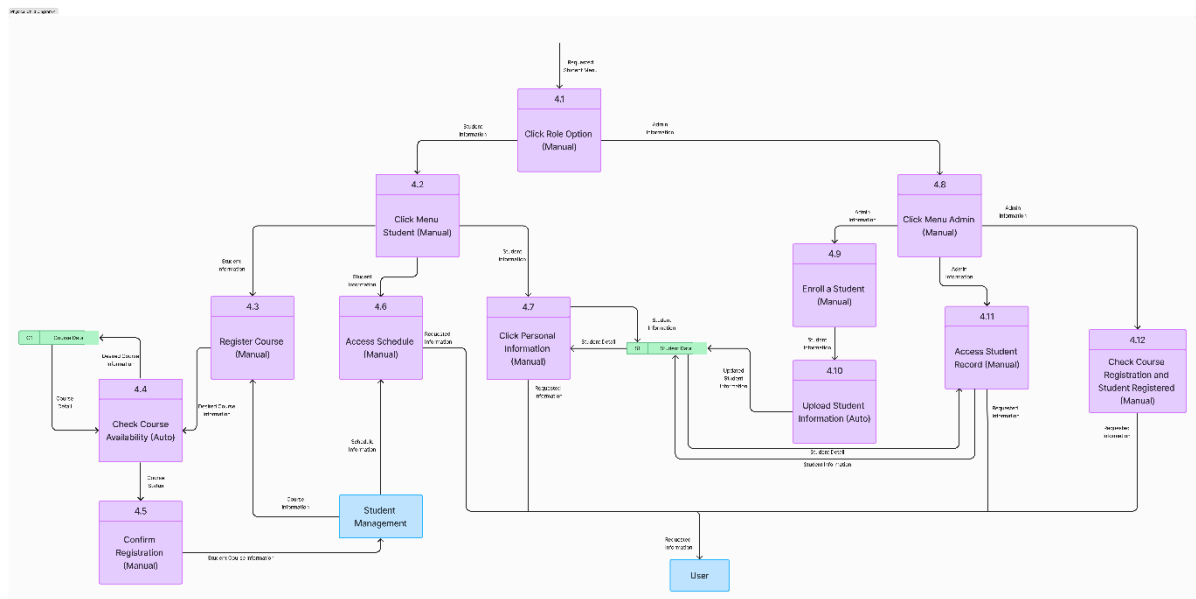 Requested
Student Menu
4.1
Click Role Option
(Manual)
Student
Information
Admin
Information
4.2
Click Menu
Student (Manual)
4.8
Click Menu Admin
(Manual)
Admin
Information
Admin
Information
Student
Information
Student
Information
Student
Information
Admin
Information
4.9
Enroll a Student
(Manual)
4.3
Register Course
(Manual)
4.6
Access Schedule
(Manual)
4.7
Click Personal
Information
(Manual)
4.11
Access Student
Record (Manual)
4.12
Check Course
Registration and
Student Registered
(Manual)
Course Data
Requested
Information
Student
Information
Student Detail
S1
Student Data
Student
Information
Desired Course
Information
4.4
Check Course
Availability (Auto)
Course
Detail
Desired Course
Information
Requested
Information
Updated
Student
Information
4.10
Upload Student
Information (Auto)
Requested
Information
Requested
Information
Schedule
Information
Student Detail
Student Information
Course
Status
4.5
Confirm
Registration
(Manual)
Course
Information
Student
Management
Student Course Information
Requested
Information
User